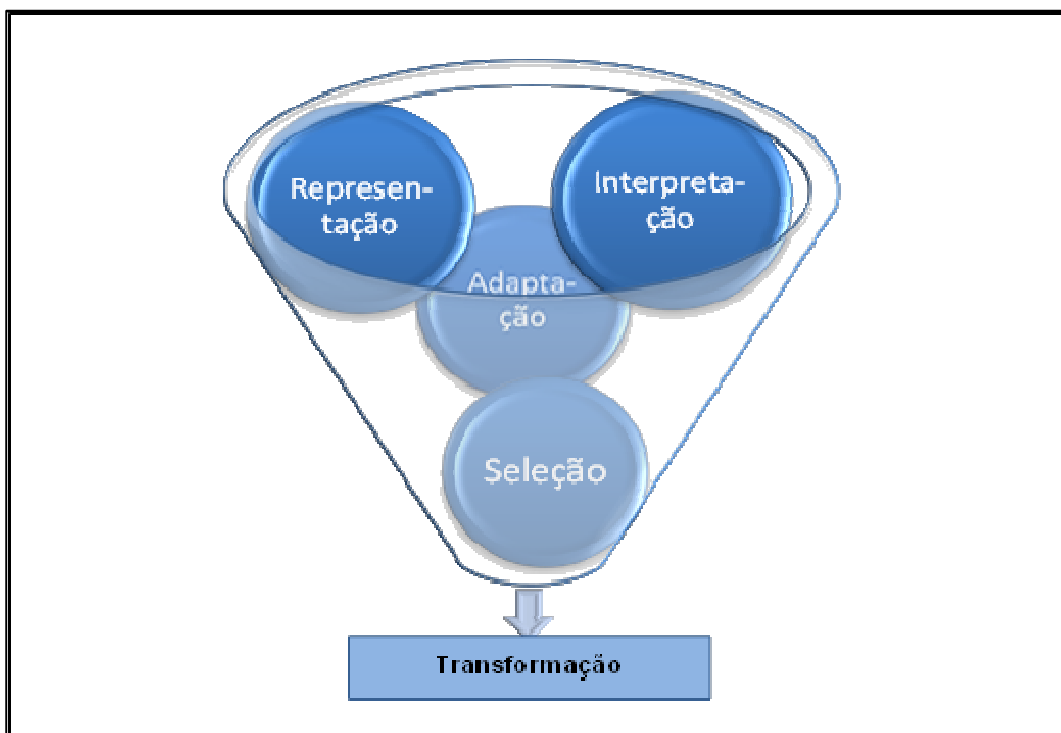 Represen-
tação
Interpreta-
ção
Adapta-
ção
Seleção
Transformação